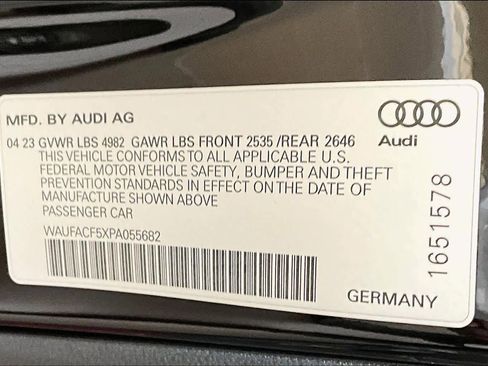 MFD. BY AUDI AG
Audi
04 23 GVWR LBS 4982 GAWR LBS FRONT 2535 /REAR 2646
THIS VEHICLE CONFORMS TO ALL APPLICABLE U.S.
FEDERAL MOTOR VEHICLE SAFETY, BUMPER AND THEFT
PREVENTION STANDARDS IN EFFECT ON THE DATE OF
MANUFACTURE SHOWN ABOVE
PASSENGER CAR
WAUFACF5XPA055682
1651578
GERMANY